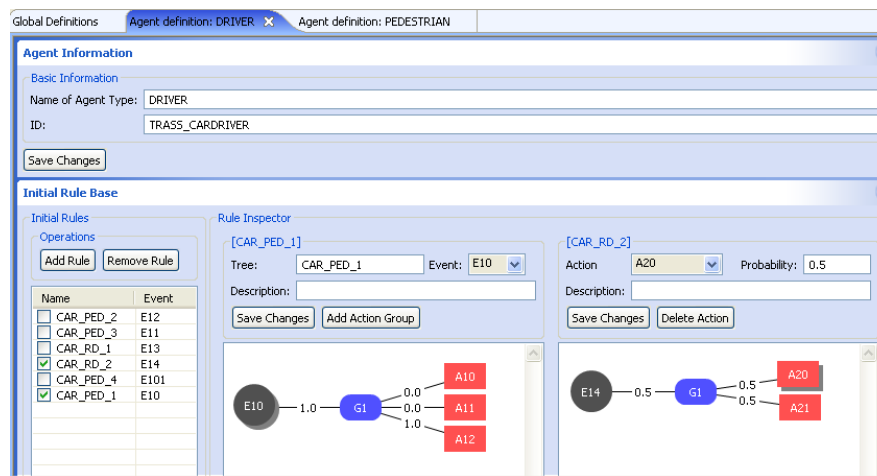 Global Definitions Agent definition: DRIVER Agent definition: PEDESTRIAN
Agent Information
Basic Information
Name of Agent Type: DRIVER
ID: TRASS_CARDRIVER
Save Changes
Initial Rule Base
Initial Rules
Operations
Add Rule Remove Rule
Name Event
CAR_PED_2 E12
CAR_PED_3 E11
CAR_RD_1 E13
CAR_RD_2 E14
CAR_PED_4 E101
CAR_PED_1 E10
Rule Inspector
[CAR_PED_1]
Tree: CAR_PED_1 Event: E10
Description:
Save Changes Add Action Group
E10 1.0 G1
0.0 A10
0.0 A11
1.0 A12
[CAR_RD_2]
Action A20 Probability: 0.5
Description:
Save Changes Delete Action
E14 0.5 G1
0.5 A20
0.5 A21